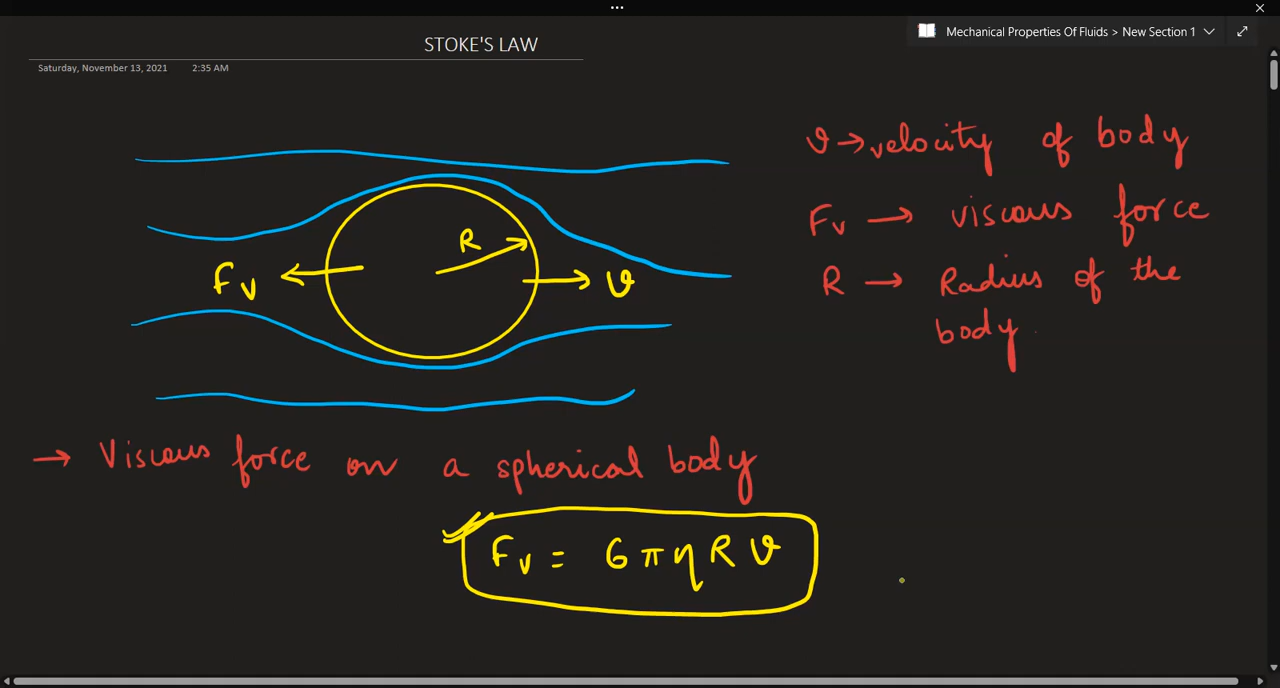 Mechanical Properties Of Fluids > New Section 1
STOKE'S LAW
Saturday, November 13, 2021 2:35 AM
R
Fv
v
v → velocity of body
Fv → viscous force
R → Radius of the
body
→ Viscous force on a spherical body
Fv = 6πηRv